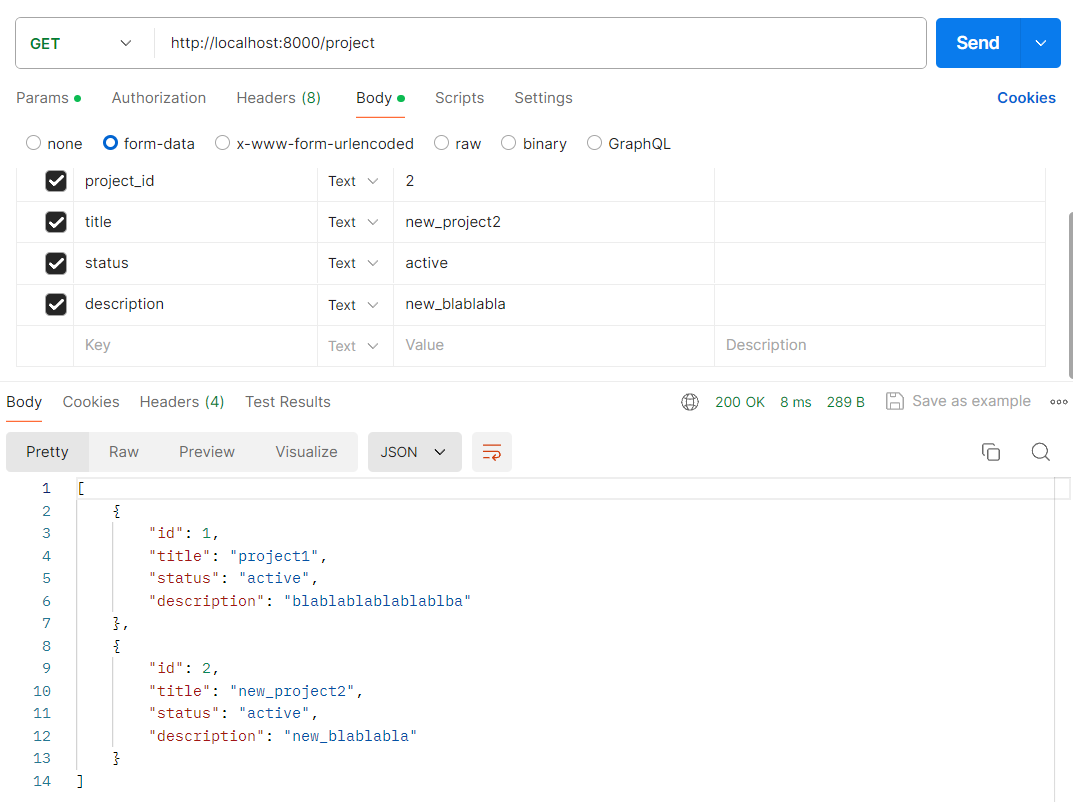 GET http://localhost:8000/project Send
Params Authorization Headers (8) Body Scripts Settings Cookies
none form-data x-www-form-urlencoded raw binary GraphQL
project_id Text 2
title Text new_project2
status Text active
description Text new_blablabla
Key Text Value Description
Body Cookies Headers (4) Test Results 200 OK 8 ms 289 B Save as example
Pretty Raw Preview Visualize JSON
1 [
2 {
3 "id": 1,
4 "title": "project1",
5 "status": "active",
6 "description": "blablablablablablba"
7 },
8 {
9 "id": 2,
10 "title": "new_project2",
11 "status": "active",
12 "description": "new_blablabla"
13 }
14 ]